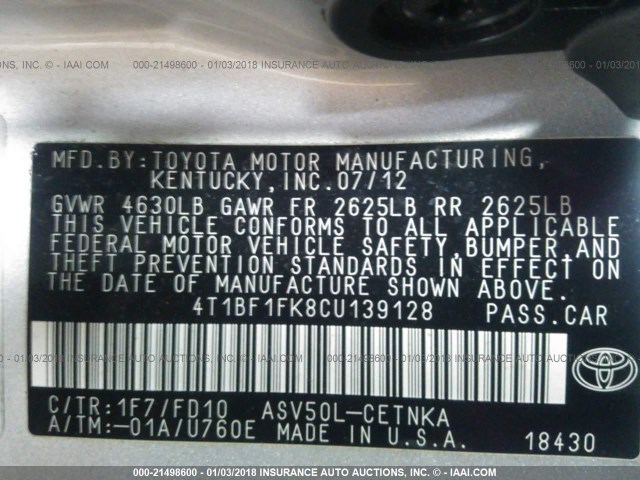 NS, INC. - IAAI.COM 000-21498600 - 01/03/2018 INSURANCE AUTO AUCTIONS, INC. - IAAI.COM 000-21498600
MFD.BY:TOYOTA MOTOR MANUFACTURING,
KENTUCKY,INC.07/12
GVWR 4630LB GAWR FR 2625LB RR 2625LB
THIS VEHICLE CONFORMS TO ALL APPLICABLE
FEDERAL MOTOR VEHICLE SAFETY,BUMPER,AND
THEFT PREVENTION STANDARDS IN EFFECT ON
THE DATE OF MANUFACTURE SHOWN ABOVE.
4T1BF1FK8CU139128 PASS.CAR
C/TR:1F7/FD10 ASV50L-CETNKA
A/TM:-01A/U760E MADE IN U.S.A. 18430
TOYOTA
000-21498600 - 01/03/2018 INSURANCE AUTO AUCTIONS, INC. - IAAI.COM